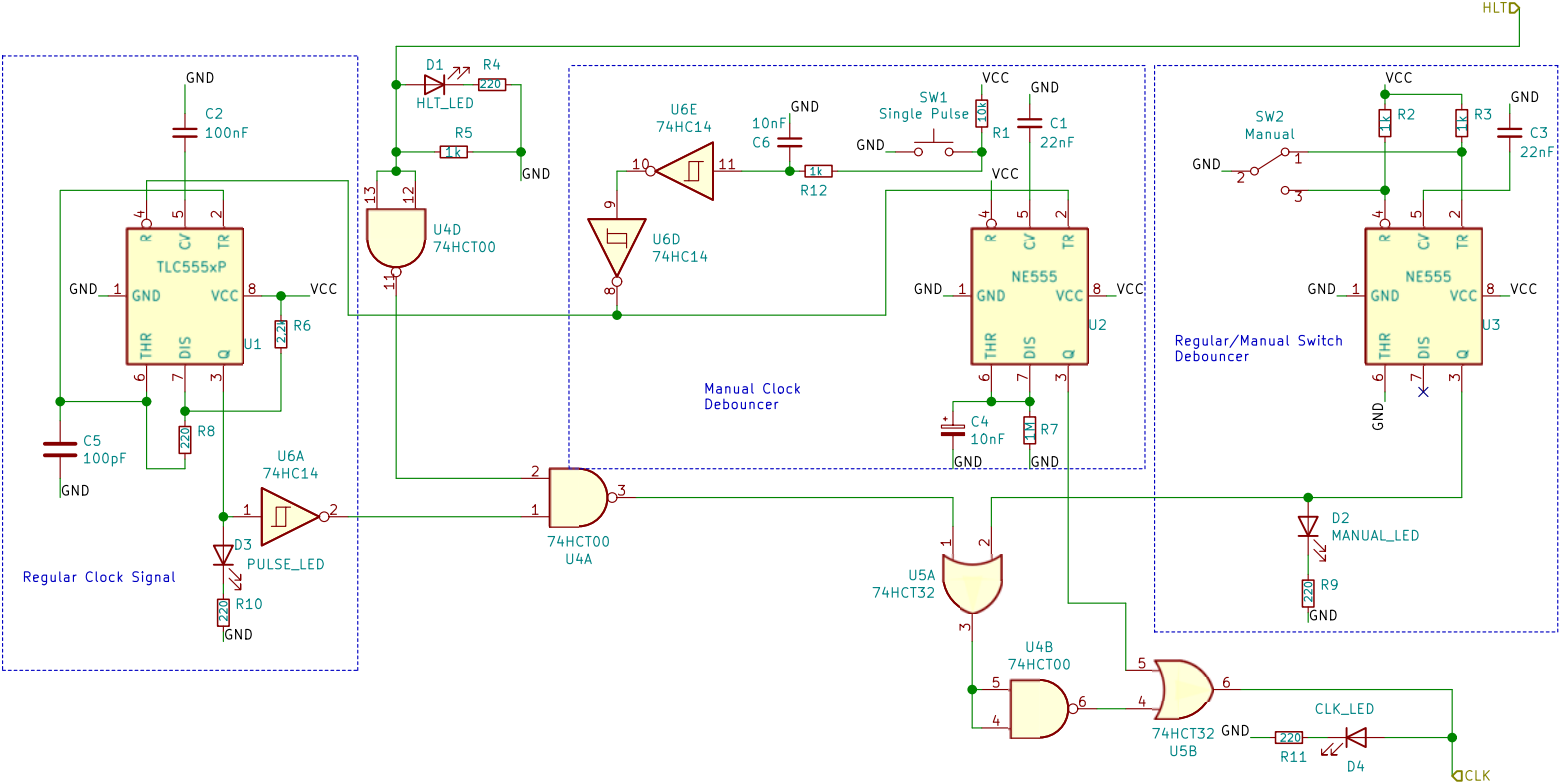 HLT
GND
C2
100nF
4
5
2
R
CV
TR
TLC555xP
GND
1
GND
VCC
8
VCC
R6
2.2k
U1
THR
DIS
Q
6
7
3
R8
220
C5
100pF
GND
U6A
74HC14
1
2
D3
PULSE_LED
R10
220
GND
Regular Clock Signal
D1
HLT_LED
R4
220
R5
1k
GND
13
12
U4D
74HCT00
11
U6E
74HC14
10
11
10nF
C6
GND
1k
R12
SW1
Single Pulse
GND
VCC
10k
R1
GND
C1
22nF
9
U6D
74HC14
8
VCC
4
5
2
R
CV
TR
NE555
GND
1
GND
VCC
8
VCC
U2
THR
DIS
Q
6
7
3
Manual Clock
Debouncer
C4
10nF
GND
1M
R7
GND
VCC
1k
R2
1k
R3
GND
C3
22nF
SW2
Manual
GND
2
1
3
4
5
2
R
CV
TR
NE555
GND
1
GND
VCC
8
VCC
U3
THR
DIS
Q
6
7
3
GND
Regular/Manual Switch
Debouncer
2
1
3
74HCT00
U4A
1
2
U5A
74HCT32
3
D2
MANUAL_LED
R9
220
GND
U4B
74HCT00
5
4
6
5
4
6
74HCT32
U5B
CLK_LED
GND
220
R11
D4
CLK